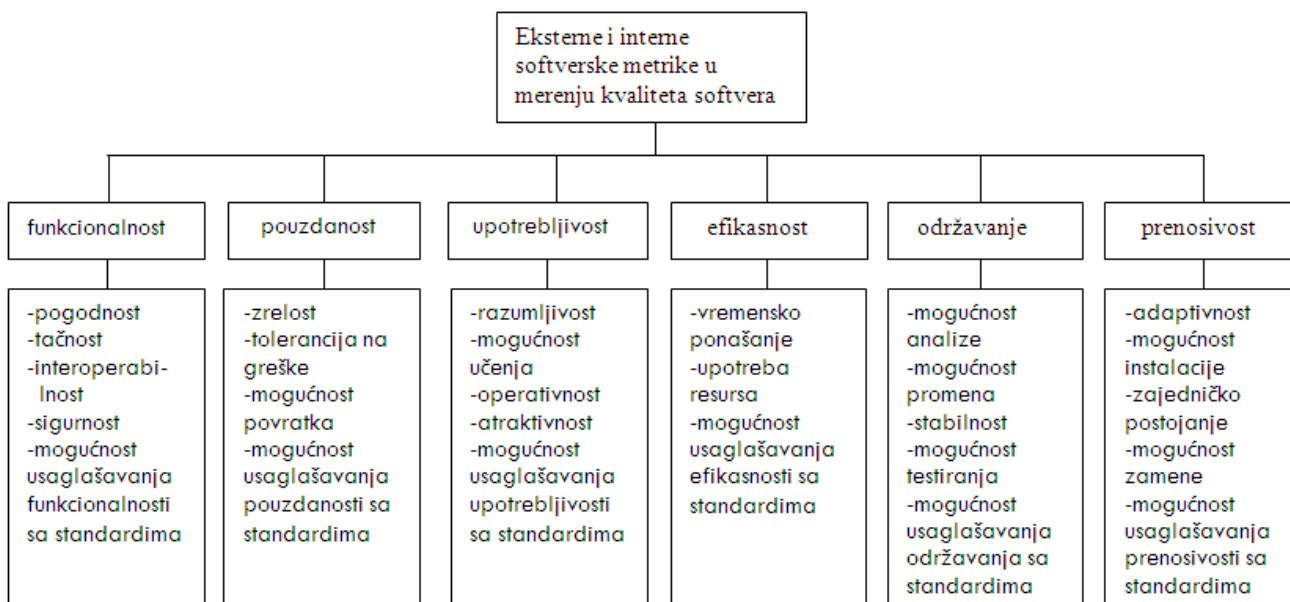 Eksterne i interne
softverske metrike u
merenju kvaliteta softvera
funkcionalnost
pouzdanost
upotrebljivost
efikasnost
održavanje
prenosivost
-pogodnost
-tačnost
-interoperabi-
lnost
-sigurnost
-mogućnost
usaglašavanja
funkcionalnosti
sa standardima
-zrelost
-tolerancija na
greške
-mogućnost
povratka
-mogućnost
usaglašavanja
pouzdanosti sa
standardima
-razumljivost
-mogućnost
učenja
-operativnost
-atraktivnost
-mogućnost
usaglašavanja
upotrebljivosti
sa standardima
-vremensko
ponašanje
-upotreba
resursa
-mogućnost
usaglašavanja
efikasnosti sa
standardima
-mogućnost
analize
-mogućnost
promena
-stabilnost
-mogućnost
testiranja
-mogućnost
usaglašavanja
održavanja sa
standardima
-adaptivnost
-mogućnost
instalacije
-zajedničko
postojanje
-mogućnost
zamene
-mogućnost
usaglašavanja
prenosivosti sa
standardima